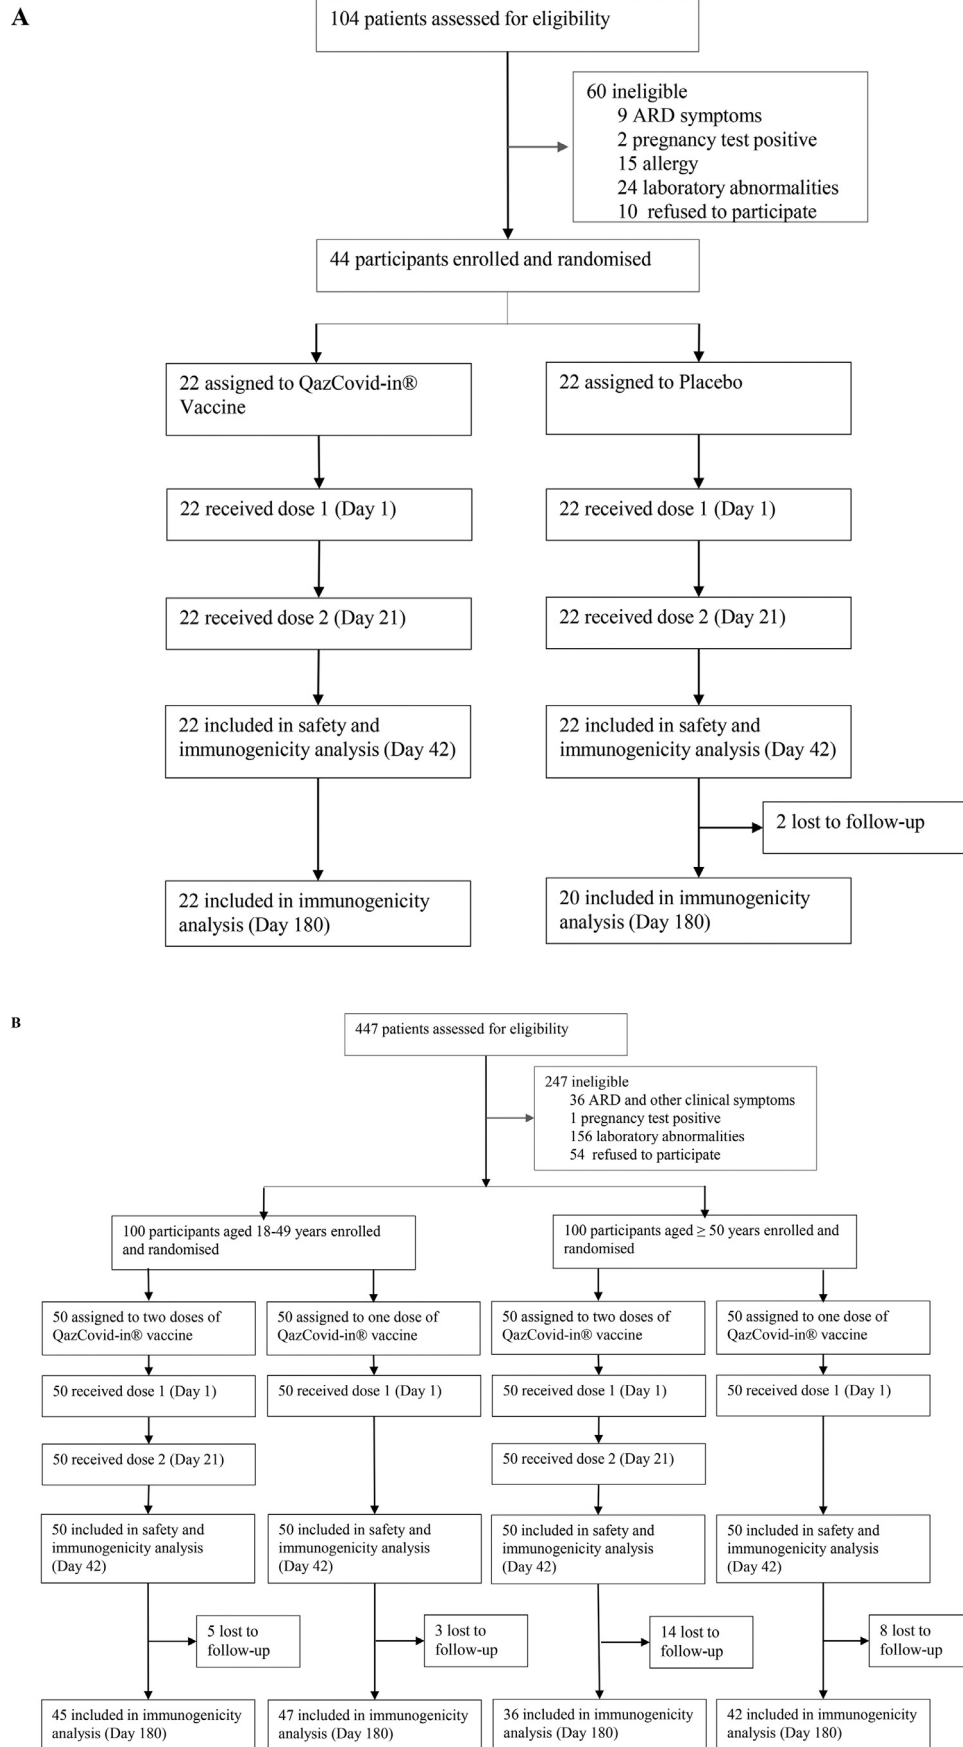 A
104 patients assessed for eligibility
60 ineligible
9 ARD symptoms
2 pregnancy test positive
15 allergy
24 laboratory abnormalities
10 refused to participate
44 participants enrolled and randomised
22 assigned to QazCovid-in®
Vaccine
22 assigned to Placebo
22 received dose 1 (Day 1)
22 received dose 1 (Day 1)
22 received dose 2 (Day 21)
22 received dose 2 (Day 21)
22 included in safety and
immunogenicity analysis (Day 42)
22 included in safety and
immunogenicity analysis (Day 42)
2 lost to follow-up
22 included in immunogenicity
analysis (Day 180)
20 included in immunogenicity
analysis (Day 180)
B
447 patients assessed for eligibility
247 ineligible
36 ARD and other clinical symptoms
1 pregnancy test positive
156 laboratory abnormalities
54 refused to participate
100 participants aged 18-49 years enrolled
and randomised
100 participants aged ≥ 50 years enrolled and
randomised
50 assigned to two doses of
QazCovid-in® vaccine
50 assigned to one dose of
QazCovid-in® vaccine
50 assigned to two doses of
QazCovid-in® vaccine
50 assigned to one dose of
QazCovid-in® vaccine
50 received dose 1 (Day 1)
50 received dose 1 (Day 1)
50 received dose 1 (Day 1)
50 received dose 1 (Day 1)
50 received dose 2 (Day 21)
50 received dose 2 (Day 21)
50 included in safety and
immunogenicity analysis
(Day 42)
50 included in safety and
immunogenicity analysis
(Day 42)
50 included in safety and
immunogenicity analysis
(Day 42)
50 included in safety and
immunogenicity analysis
(Day 42)
5 lost to
follow-up
3 lost to
follow-up
14 lost to
follow-up
8 lost to
follow-up
45 included in immunogenicity
analysis (Day 180)
47 included in immunogenicity
analysis (Day 180)
36 included in immunogenicity
analysis (Day 180)
42 included in immunogenicity
analysis (Day 180)